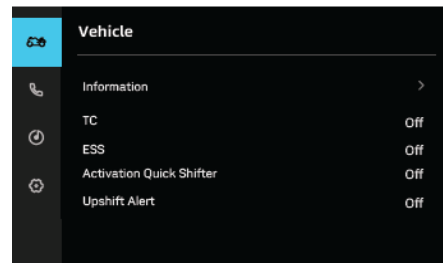 Vehicle
Information >
TC Off
ESS Off
Activation Quick Shifter Off
Upshift Alert Off